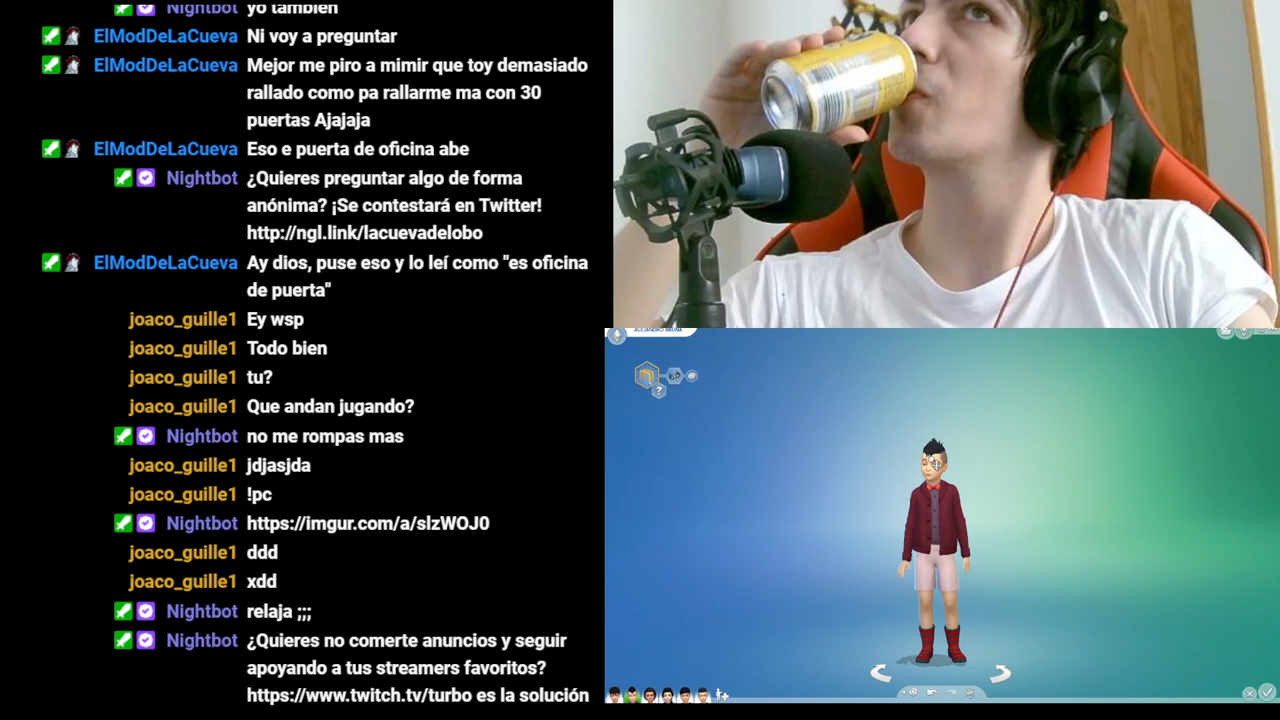 Nightbot yo también
ElModDeLaCueva Ni voy a preguntar
ElModDeLaCueva Mejor me piro a mimir que toy demasiado
rallado como pa rallarme ma con 30
puertas Ajajaja
ElModDeLaCueva Eso e puerta de oficina abe
Nightbot ¿Quieres preguntar algo de forma
anónima? ¡Se contestará en Twitter!
http://ngl.link/lacuevadelobo
ElModDeLaCueva Ay dios, puse eso y lo leí como "es oficina
de puerta"
joaco_guille1 Ey wsp
joaco_guille1 Todo bien
joaco_guille1 tu?
joaco_guille1 Que andan jugando?
Nightbot no me rompas mas
joaco_guille1 jdjasjda
joaco_guille1 !pc
Nightbot https://imgur.com/a/slzWOJ0
joaco_guille1 ddd
joaco_guille1 xdd
Nightbot relaja ;;;
Nightbot ¿Quieres no comerte anuncios y seguir
apoyando a tus streamers favoritos?
https://www.twitch.tv/turbo es la solución
?